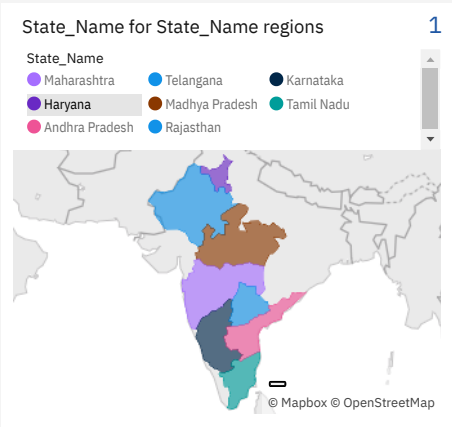 State_Name for State_Name regions 1
State_Name
Maharashtra Telangana Karnataka
Haryana Madhya Pradesh Tamil Nadu
Andhra Pradesh Rajasthan
© Mapbox © OpenStreetMap